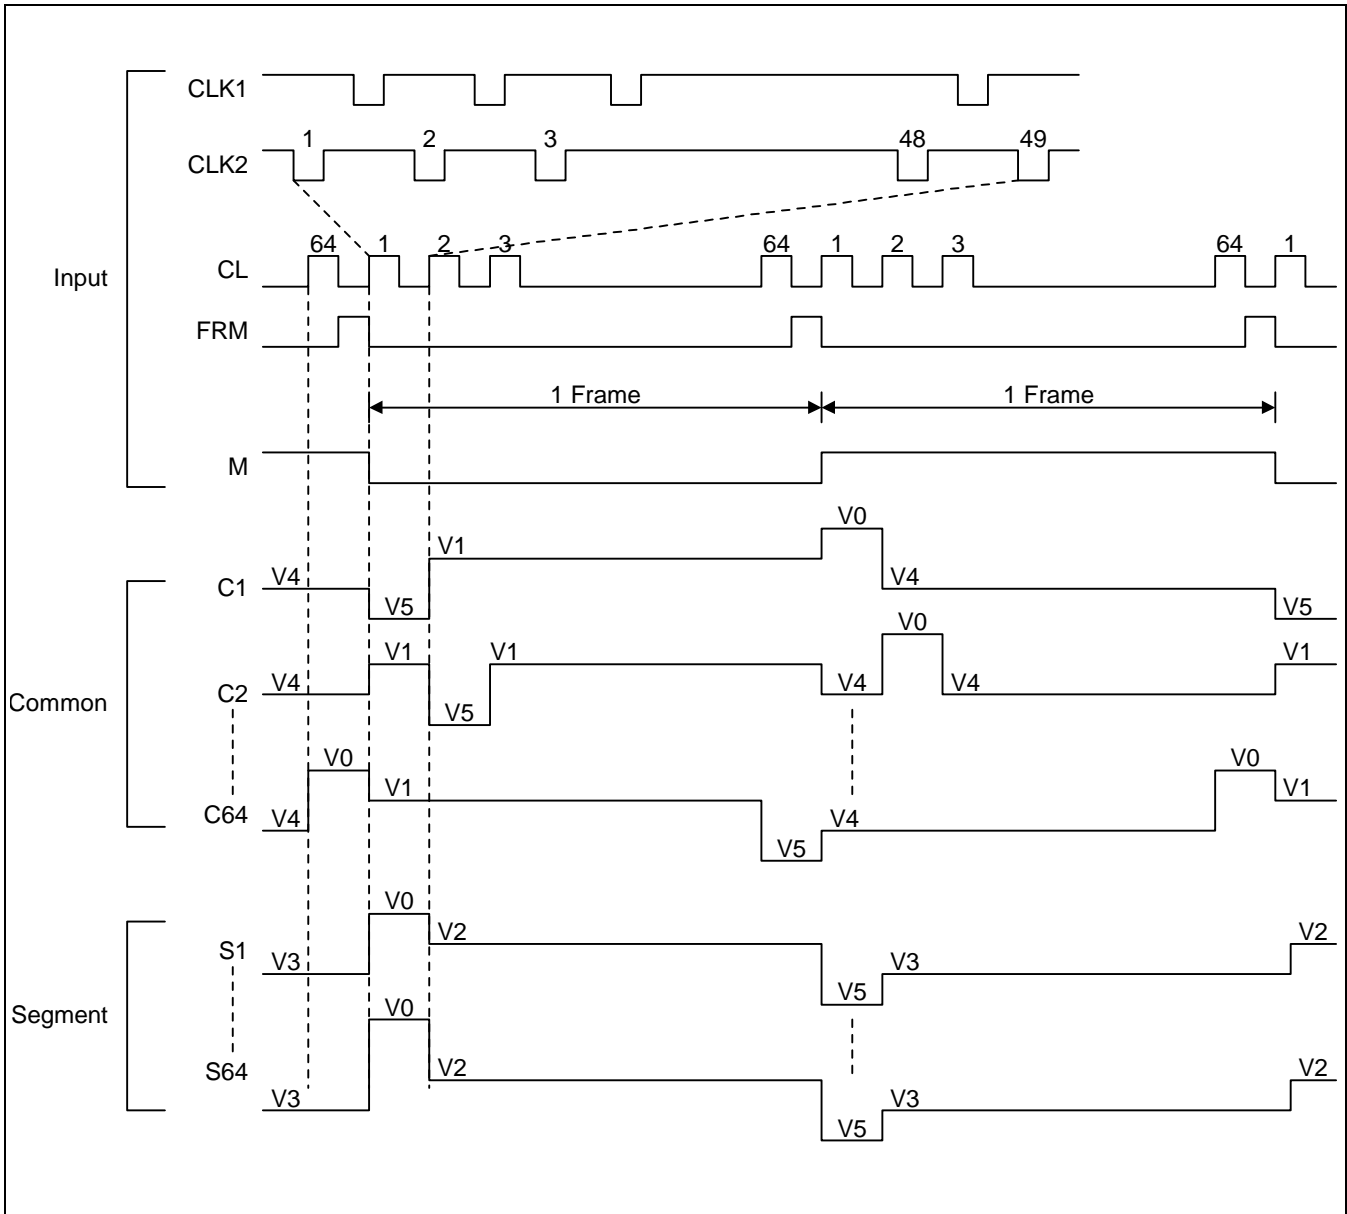 CLK1
1 2 3 48 49
CLK2
64 1 2 3 64 1 2 3 64 1
CL
Input
FRM
1 Frame 1 Frame
M
V0
V1
C1 V4 V4
V5 V5
V0
V1 V1 V1
C2 V4 V4 V4
Common
V5
V0 V0
V1 V1
C64 V4 V4
V5
V0
V2 V2
S1 V3 V3
V5
V0
Segment
S64 V2 V2
V3 V3
V5